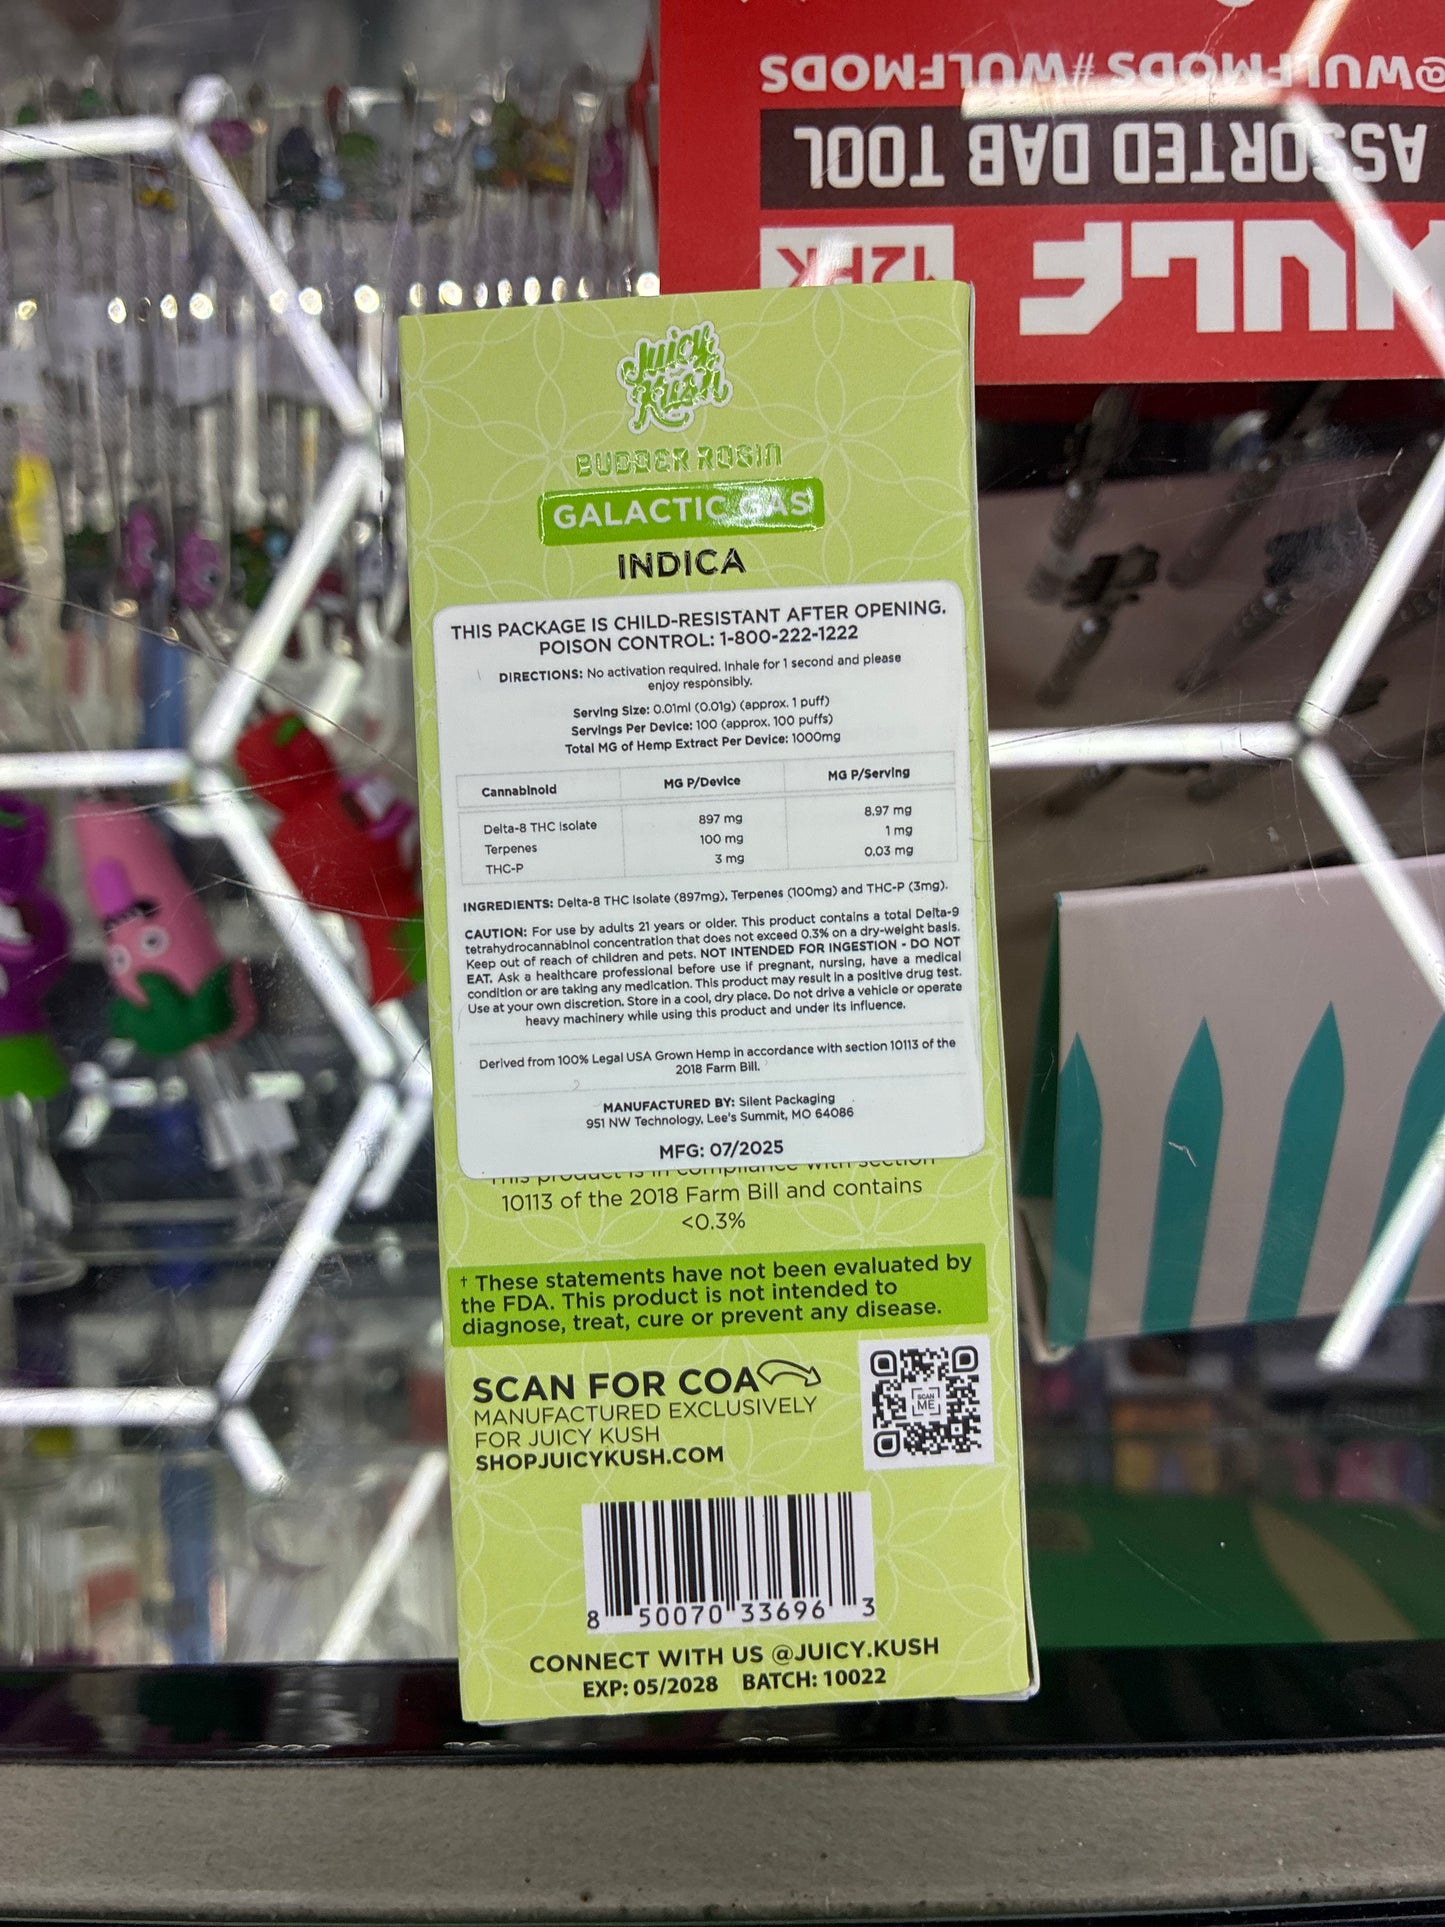 @WULFMODS #WULFMODS
ASSORTED DAB TOOL
12PK
WULF
Juicy
Kush
BUDDER ROSIN
GALACTIC GAS
INDICA
THIS PACKAGE IS CHILD-RESISTANT AFTER OPENING.
POISON CONTROL: 1-800-222-1222
DIRECTIONS: No activation required. Inhale for 1 second and please
enjoy responsibly.
Serving Size: 0.01ml (0.01g) (approx. 1 puff)
Servings Per Device: 100 (approx. 100 puffs)
Total MG of Hemp Extract Per Device: 1000mg
Cannabinoid MG P/Device MG P/Serving
Delta-8 THC Isolate 897 mg 8.97 mg
Terpenes 100 mg 1 mg
THC-P 3 mg 0.03 mg
INGREDIENTS: Delta-8 THC Isolate (897mg), Terpenes (100mg) and THC-P (3mg).
CAUTION: For use by adults 21 years or older. This product contains a total Delta-9
tetrahydrocannabinol concentration that does not exceed 0.3% on a dry-weight basis.
Keep out of reach of children and pets. NOT INTENDED FOR INGESTION - DO NOT
EAT. Ask a healthcare professional before use if pregnant, nursing, have a medical
condition or are taking any medication. This product may result in a positive drug test.
Use at your own discretion. Store in a cool, dry place. Do not drive a vehicle or operate
heavy machinery while using this product and under its influence.
Derived from 100% Legal USA Grown Hemp in accordance with section 10113 of the
2018 Farm Bill.
MANUFACTURED BY: Silent Packaging
951 NW Technology, Lee's Summit, MO 64086
MFG: 07/2025
This product is in compliance with section
10113 of the 2018 Farm Bill and contains
<0.3%
† These statements have not been evaluated by
the FDA. This product is not intended to
diagnose, treat, cure or prevent any disease.
SCAN FOR COA
MANUFACTURED EXCLUSIVELY
FOR JUICY KUSH
SHOPJUICYKUSH.COM
SCAN
ME
8 50070 33696 3
CONNECT WITH US @JUICY.KUSH
EXP: 05/2028 BATCH: 10022